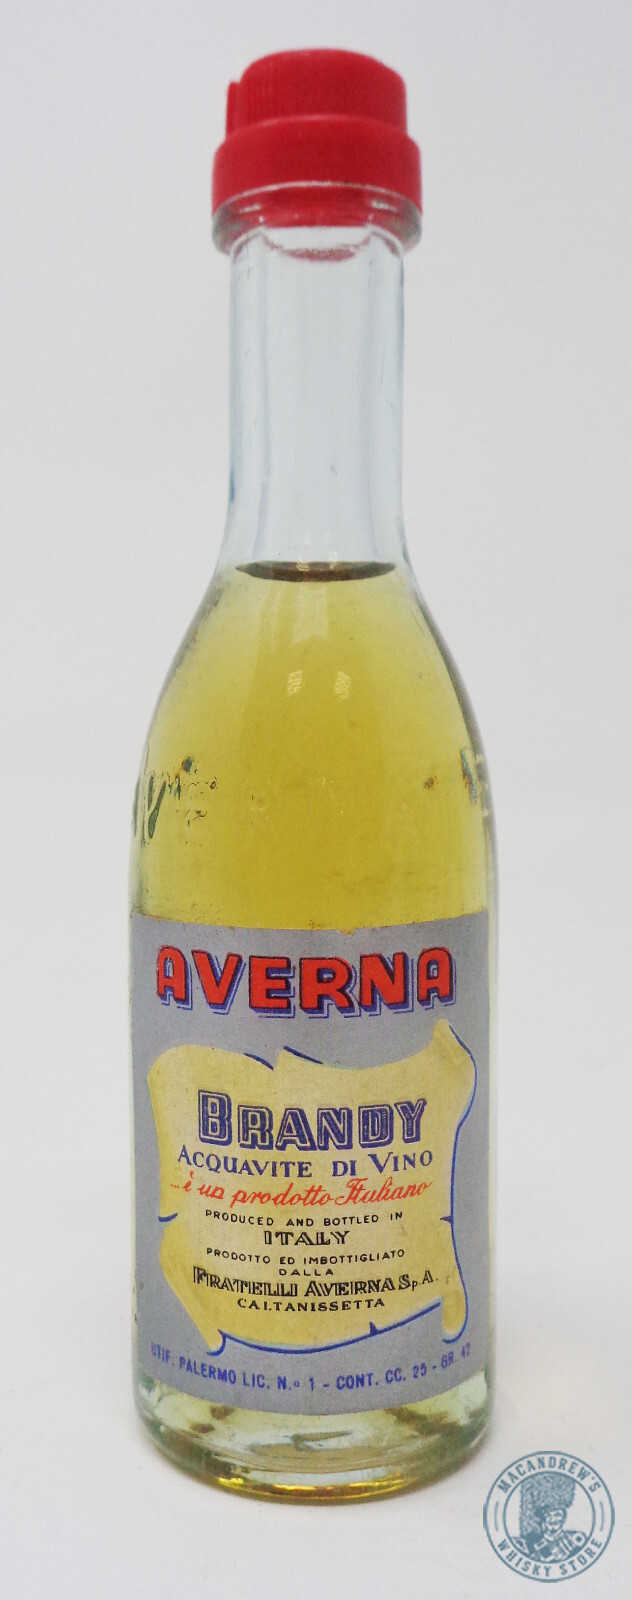 AVERNA
BRANDY
ACQUAVITE DI VINO
...è un prodotto Italiano
PRODUCED AND BOTTLED IN
ITALY
PRODOTTO ED IMBOTTIGLIATO
DALLA
FRATELLI AVERNA S.p.A.
CALTANISSETTA
UTIF. PALERMO LIC. N.º 1 - CONT. CC. 25 - GR. 42
MACANDREW'S
WHISKY STORE